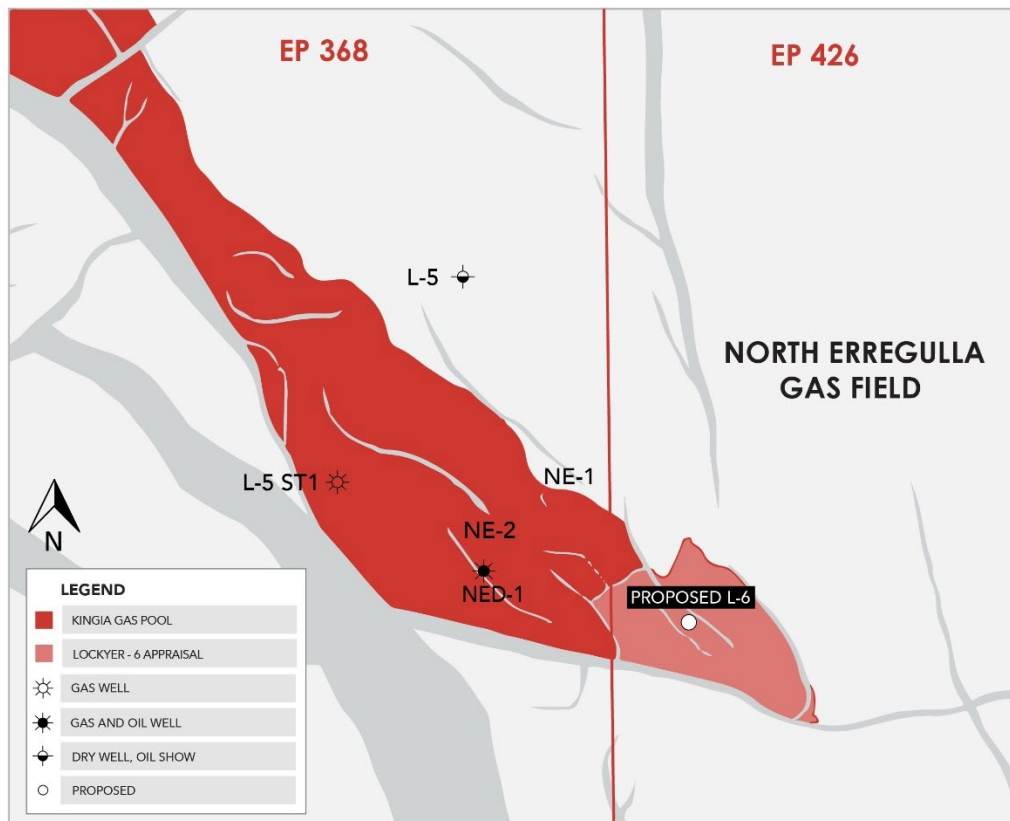 EP 368
EP 426
L-5
NORTH ERREGULLA
GAS FIELD
L-5 ST1
NE-1
NE-2
NED-1
PROPOSED L-6
N
LEGEND
KINGIA GAS POOL
LOCKYER - 6 APPRAISAL
GAS WELL
GAS AND OIL WELL
DRY WELL, OIL SHOW
PROPOSED